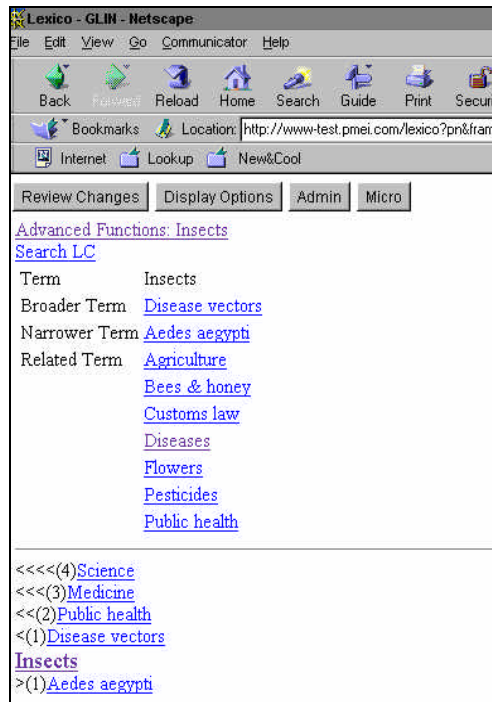 Lexico - GLIN - Netscape
File Edit View Go Communicator Help
Back Forward Reload Home Search Guide Print Secur
Bookmarks Location: http://www-test.pmei.com/lexico?pn&fram
Internet Lookup New&Cool
Review Changes Display Options Admin Micro
Advanced Functions: Insects
Search LC
Term Insects
Broader Term Disease vectors
Narrower Term Aedes aegypti
Related Term Agriculture
Bees & honey
Customs law
Diseases
Flowers
Pesticides
Public health
<<<<(4)Science
<<<(3)Medicine
<<(2)Public health
<(1)Disease vectors
Insects
>(1)Aedes aegypti